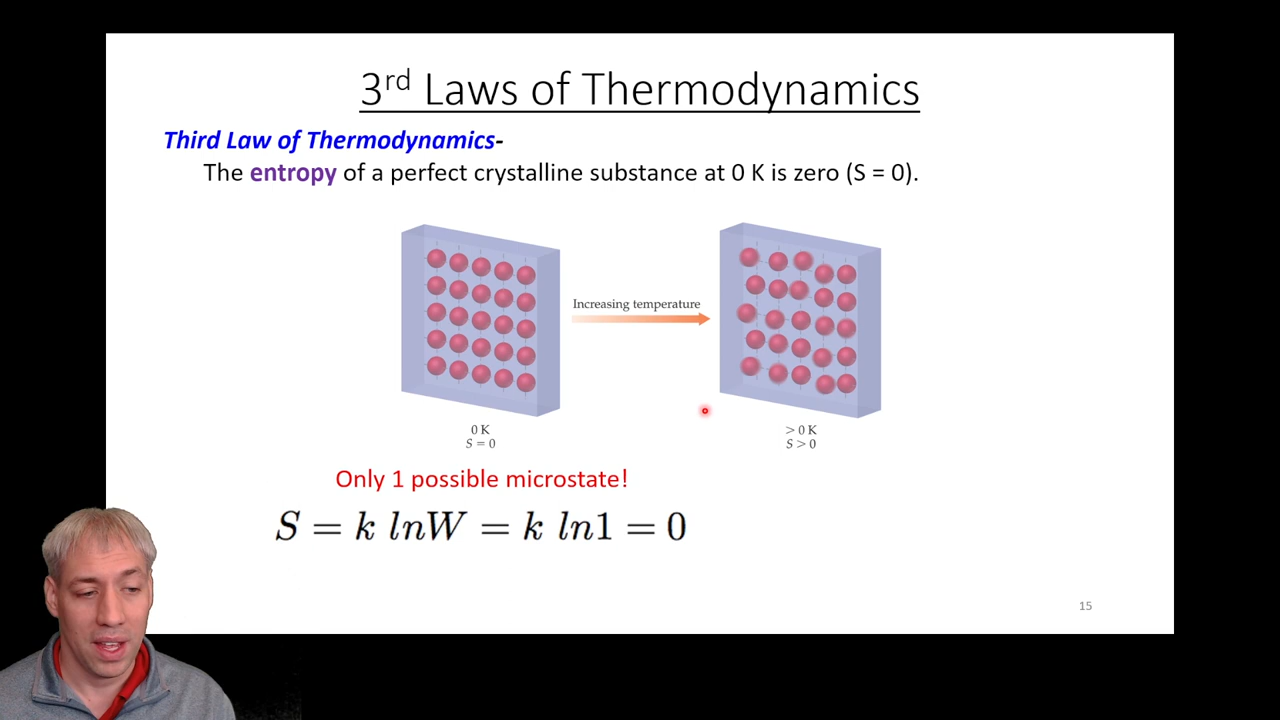 3rd Laws of Thermodynamics
Third Law of Thermodynamics-
The entropy of a perfect crystalline substance at 0 K is zero (S = 0).
Increasing temperature
0 K
S = 0
> 0 K
S > 0
Only 1 possible microstate!
S = k lnW = k ln1 = 0
15